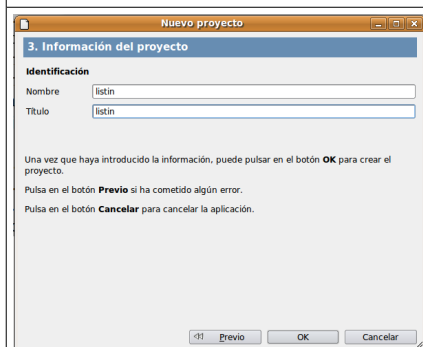 Nuevo proyecto
3. Información del proyecto
Identificación
Nombre listin
Título listin
Una vez que haya introducido la información, puede pulsar en el botón OK para crear el
proyecto.
Pulsa en el botón Previo si ha cometido algún error.
Pulsa en el botón Cancelar para cancelar la aplicación.
Previo OK Cancelar